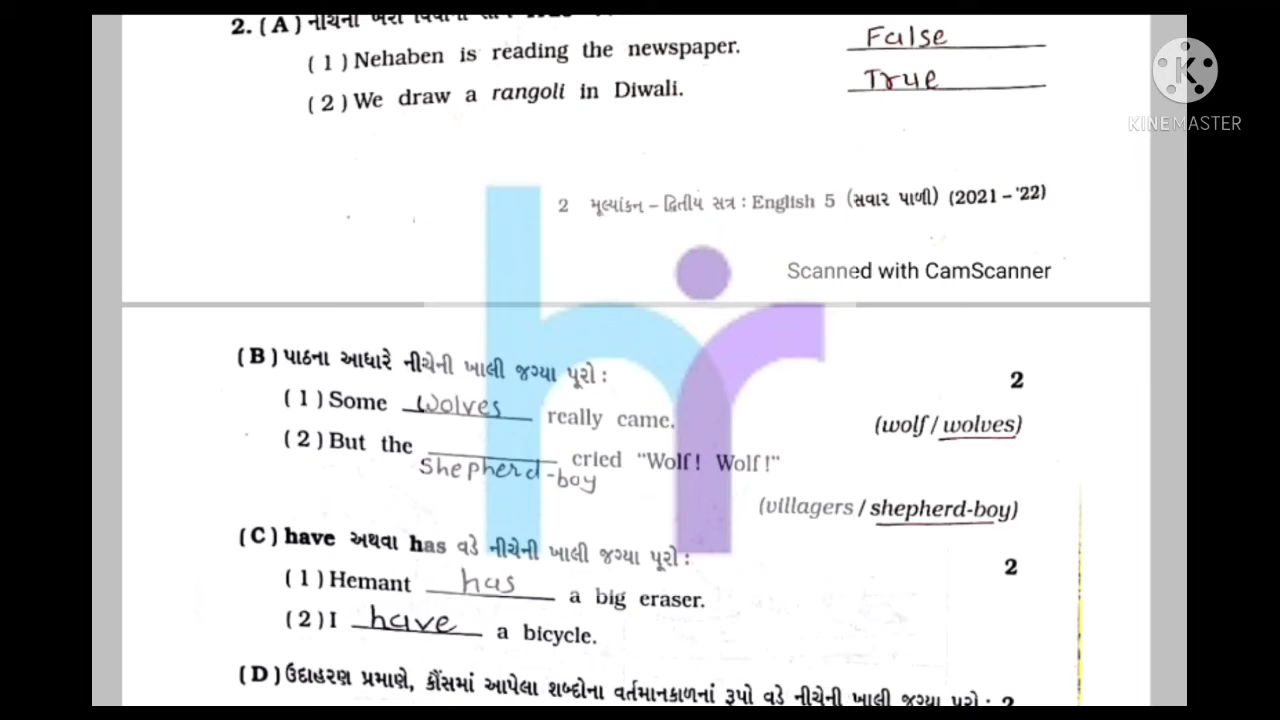 2. (A) નીચેનાં
(1) Nehaben is reading the newspaper. False
(2) We draw a rangoli in Diwali. True
KINEMASTER
2 મૂલ્યાંકન – દ્વિતીય સત્ર : English 5 (સવાર પાળી) (2021 – '22)
Scanned with CamScanner
(B) પાઠના આધારે નીચેની ખાલી જગ્યા પૂરો : 2
(1) Some wolves really came. (wolf / wolves)
(2) But the shepherd-boy cried "Wolf! Wolf!"
(villagers / shepherd-boy)
(C) have અથવા has વડે નીચેની ખાલી જગ્યા પૂરો : 2
(1) Hemant has a big eraser.
(2) I have a bicycle.
(D) ઉદાહરણ પ્રમાણે, કૌંસમાં આપેલા શબ્દોના વર્તમાનકાળનાં રૂપો વડે નીચેની ખાલી જગ્યા પૂરો : 2